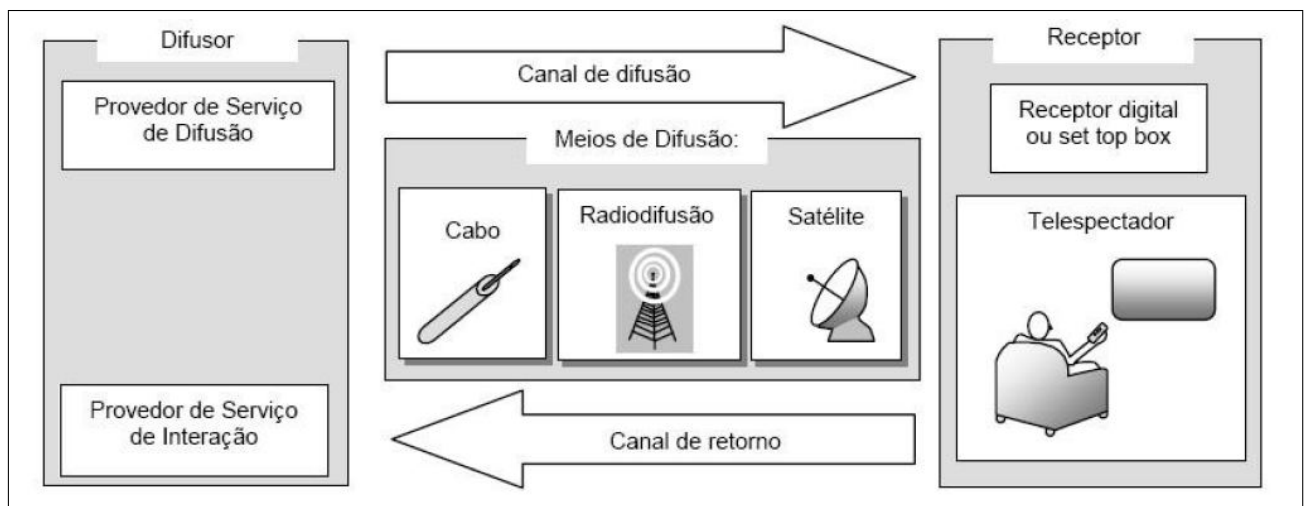 Difusor
Provedor de Serviço
de Difusão
Provedor de Serviço
de Interação
Canal de difusão
Meios de Difusão:
Cabo
Radiodifusão
Satélite
Canal de retorno
Receptor
Receptor digital
ou set top box
Telespectador